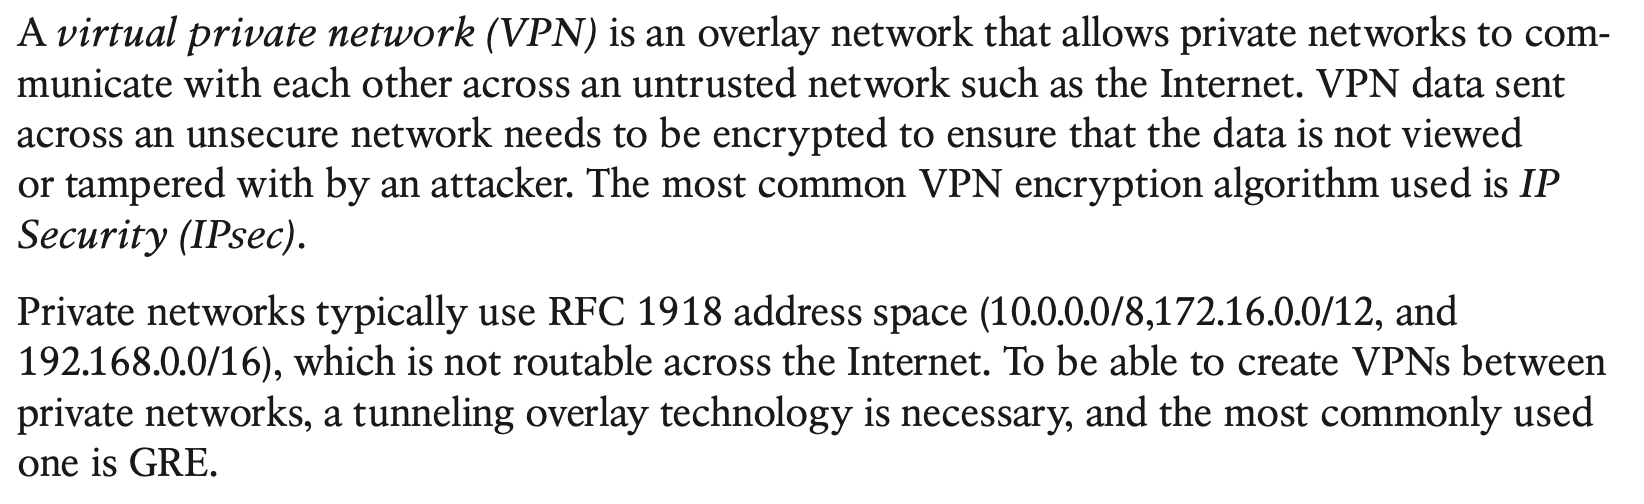 A virtual private network (VPN) is an overlay network that allows private networks to com-
municate with each other across an untrusted network such as the Internet. VPN data sent
across an unsecure network needs to be encrypted to ensure that the data is not viewed
or tampered with by an attacker. The most common VPN encryption algorithm used is IP
Security (IPsec).
Private networks typically use RFC 1918 address space (10.0.0.0/8,172.16.0.0/12, and
192.168.0.0/16), which is not routable across the Internet. To be able to create VPNs between
private networks, a tunneling overlay technology is necessary, and the most commonly used
one is GRE.